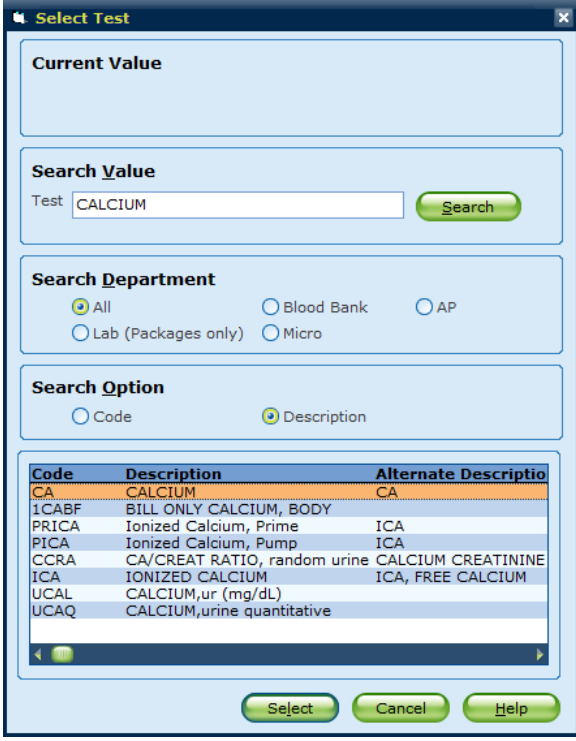 Select Test
Current Value
Search Value
Test CALCIUM Search
Search Department
All Blood Bank AP
Lab (Packages only) Micro
Search Option
Code Description
Code Description Alternate Descriptio
CA CALCIUM CA
1CABF BILL ONLY CALCIUM, BODY
PRICA Ionized Calcium, Prime ICA
PICA Ionized Calcium, Pump ICA
CCRA CA/CREAT RATIO, random urine CALCIUM CREATININE
ICA IONIZED CALCIUM ICA, FREE CALCIUM
UCAL CALCIUM,ur (mg/dL)
UCAQ CALCIUM,urine quantitative
Select Cancel Help